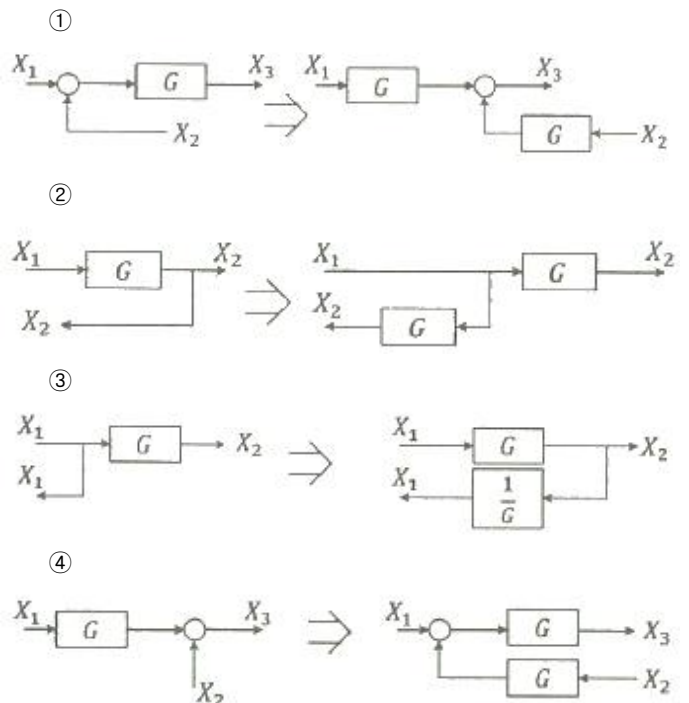 ①
X₁ G X₃ X₁ G X₃
X₂ G X₂
②
X₁ G X₂ X₁ G X₂
X₂ X₂ G
③
X₁ G X₂ X₁ G X₂
X₁ X₁ 1/G
④
X₁ G X₃ X₁ G X₃
X₂ G X₂